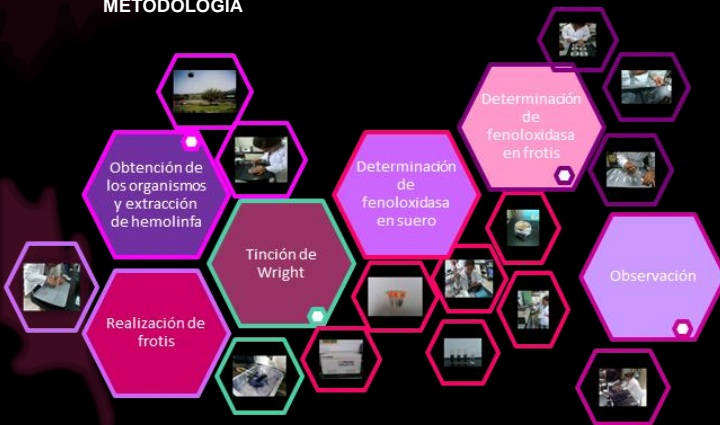 METODOLOGÍA
Obtención de
los organismos
y extracción
de hemolinfa
Realización de
frotis
Tinción de
Wright
Determinación
de
fenoloxidasa
en suero
Determinación
de
fenoloxidasa
en frotis
Observación